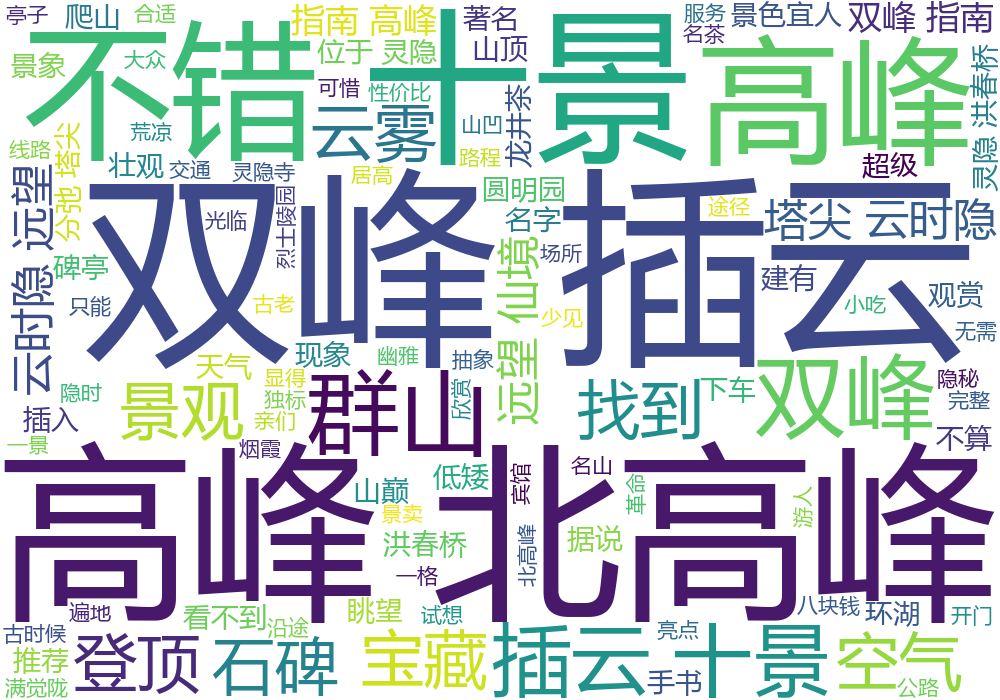 亭子 爬山 合适 指南 高峰 著名 服务 景色宜人 双峰 指南
不错 十景 高峰
景象 大众 位于 灵隐 山顶 名茶
可惜 性价比
荒凉 云雾 龙井茶 灵隐 洪春桥
线路 壮观 交通 灵隐寺 居高 路程 超级
塔尖 分弛
云时隐 远望
双峰 插云
光临 烈士陵园 圆明园 名字 途径 塔尖 云时隐
碑亭 场所 建有
只能 古老 远望 仙境 少见 小吃 观赏
无需
天气 现象 幽雅 抽象
隐时 景观 显得 独标 群山 欣赏 找到 下车 双峰 隐秘 完整
插入 亲们
一景 烟霞 不算
高峰 北高峰
山巅 低矮 宾馆 名山
景卖 革命 游人
洪春桥 北高峰 据说
一格
遍地 看不到 眺望 试想 八块钱 环湖 开门
古时候 沿途 亮点
推荐 登顶 石碑 宝藏 插云 十景 空气
满觉陇 手书 公路